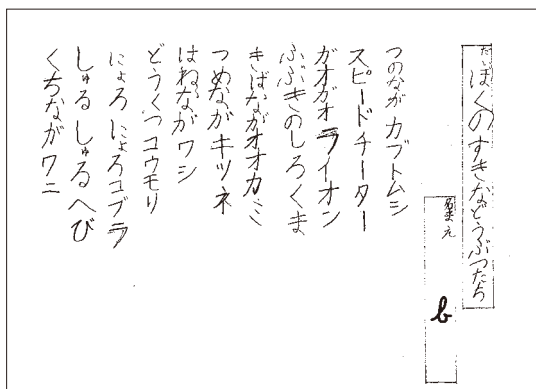 だい ぼくのすきなどうぶつたち
名まえ b
つのながカブトムシ
スピードチーター
ガオガオライオン
ふぶきのしろくま
きばながオオカミ
つめながキツネ
はねながワシ
どうくつコウモリ
にょろにょろコブラ
しゅるしゅるへび
くちながワニ